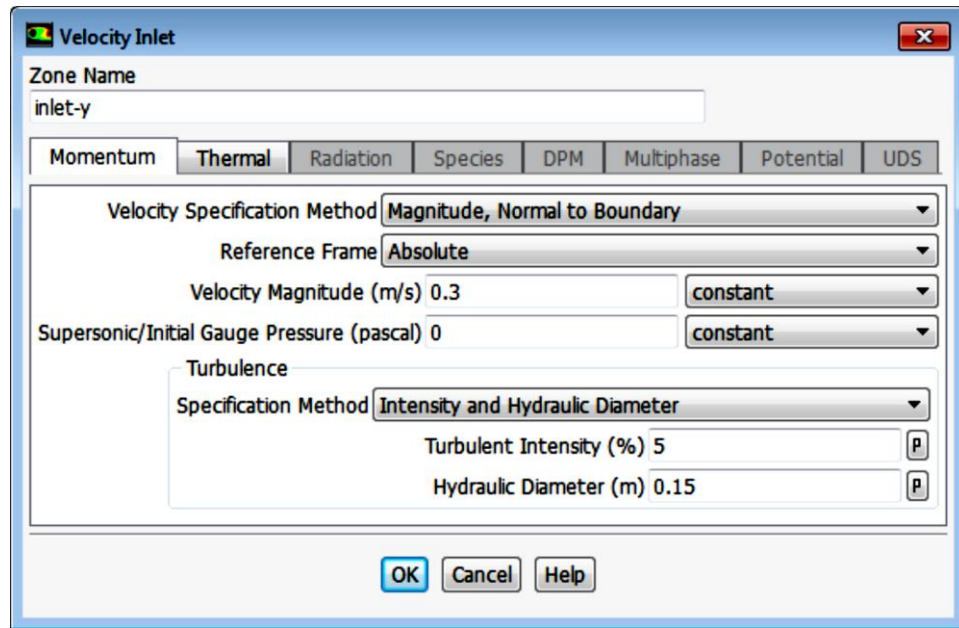 Velocity Inlet
Zone Name
inlet-y
Momentum Thermal Radiation Species DPM Multiphase Potential UDS
Velocity Specification Method Magnitude, Normal to Boundary
Reference Frame Absolute
Velocity Magnitude (m/s) 0.3 constant
Supersonic/Initial Gauge Pressure (pascal) 0 constant
Turbulence
Specification Method Intensity and Hydraulic Diameter
Turbulent Intensity (%) 5 P
Hydraulic Diameter (m) 0.15 P
OK Cancel Help